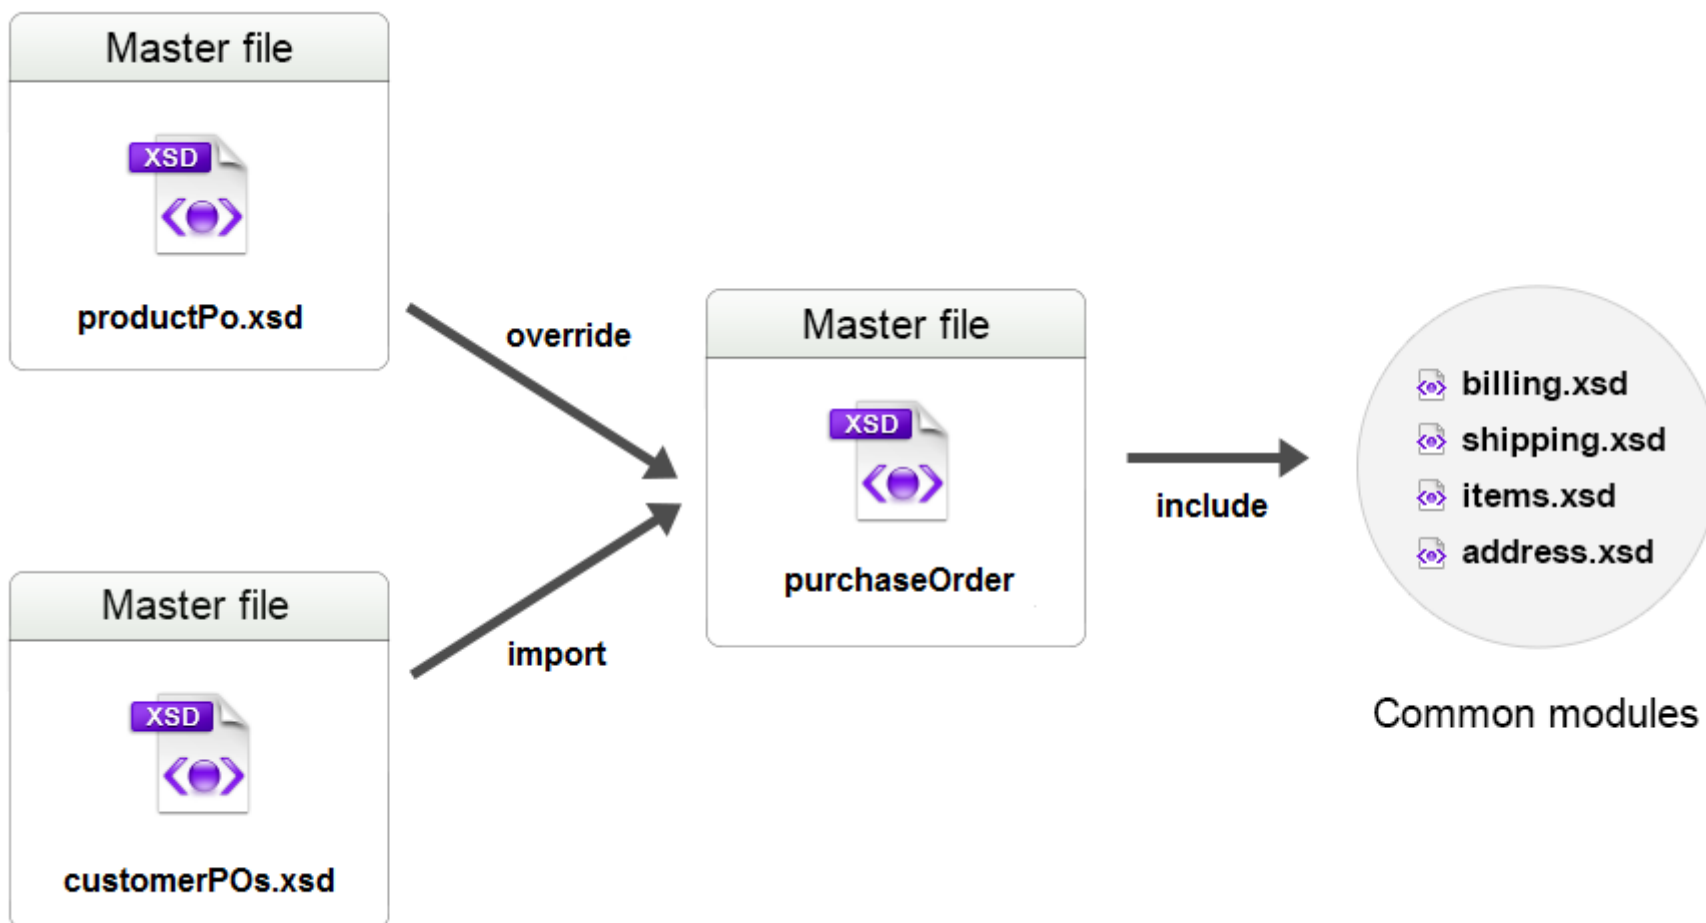 Master file
XSD
productPo.xsd
override
Master file
XSD
purchaseOrder
import
Master file
XSD
customerPOs.xsd
include
billing.xsd
shipping.xsd
items.xsd
address.xsd
Common modules